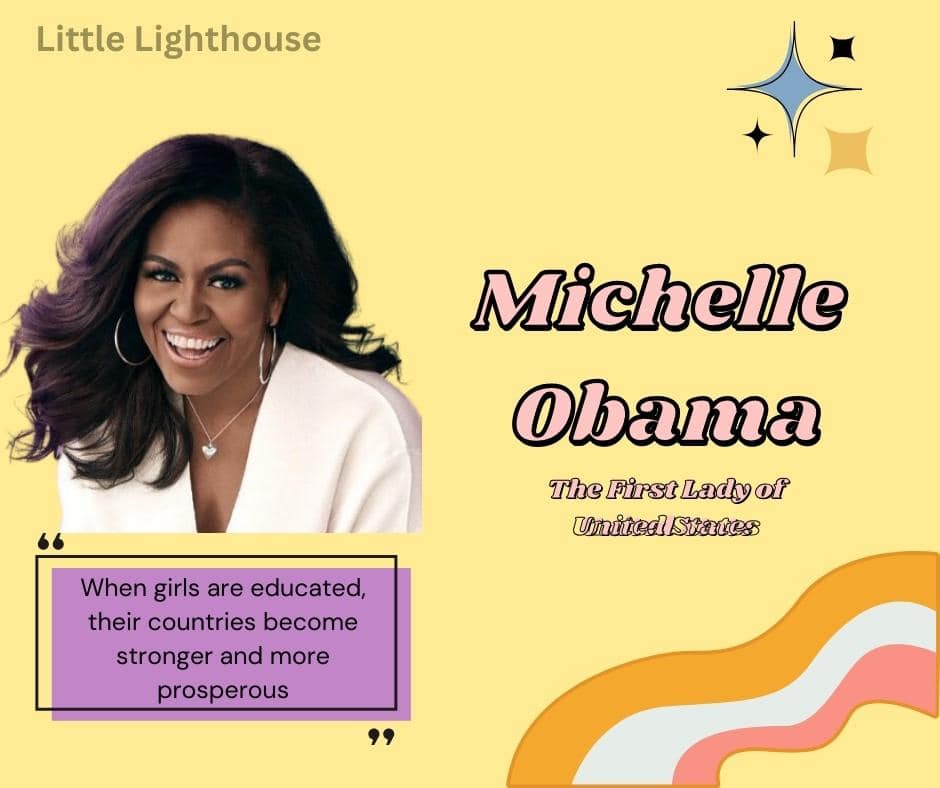 Little Lighthouse
Michelle
Obama
The First Lady of
United States
“
When girls are educated,
their countries become
stronger and more
prosperous
”